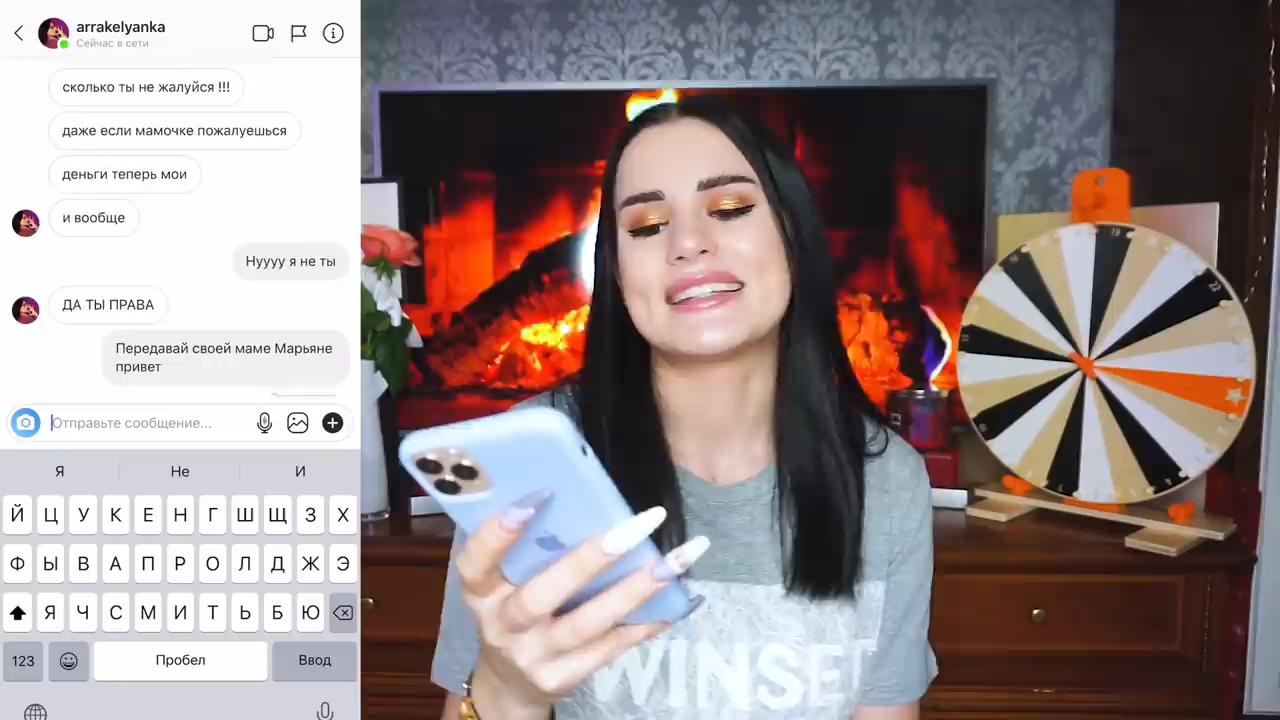 arrakelyanka
Сейчас в сети
сколько ты не жалуйся !!!
даже если мамочке пожалуешься
деньги теперь мои
и вообще
Нуууу я не ты
ДА ТЫ ПРАВА
Передавай своей маме Марьяне
привет
Отправьте сообщение...
Я Не И
Й Ц У К Е Н Г Ш Щ З Х
Ф Ы В А П Р О Л Д Ж Э
Я Ч С М И Т Ь Б Ю
123 Пробел Ввод
WINSE